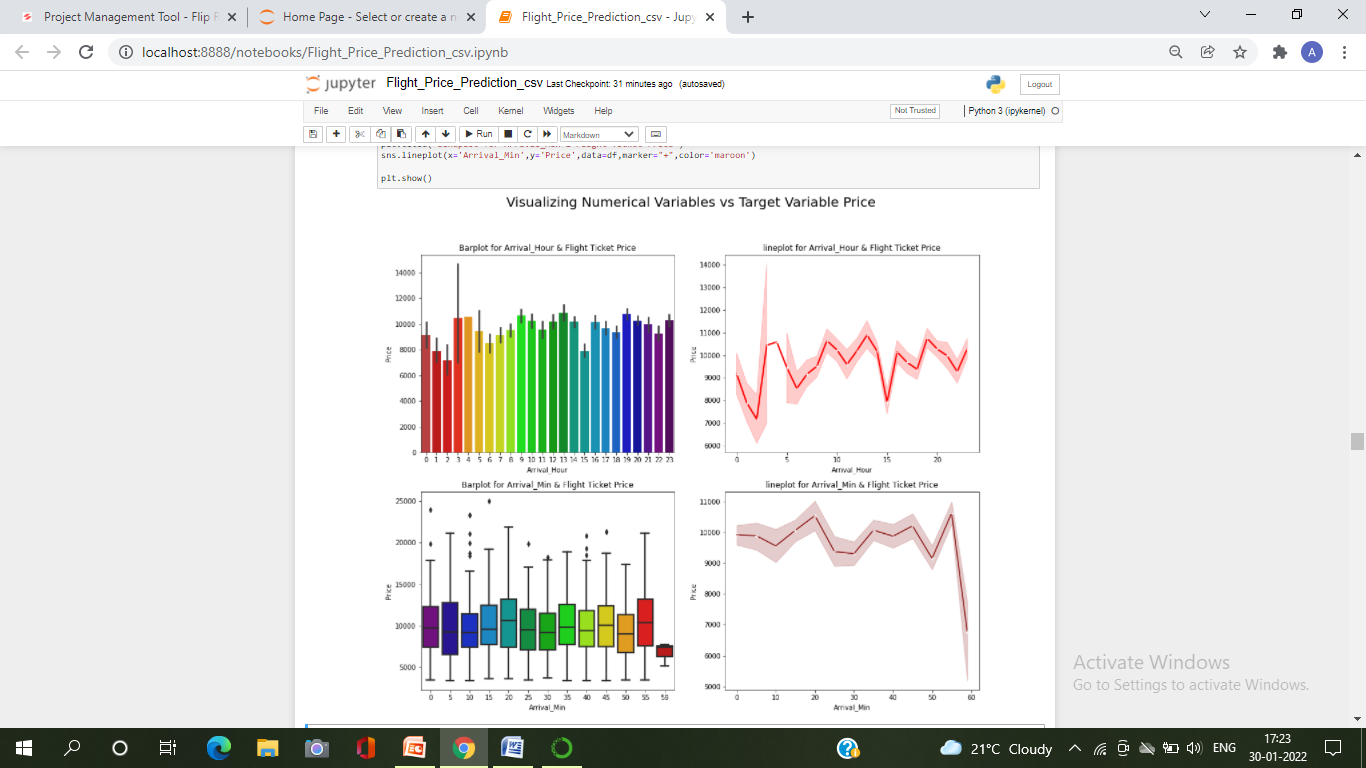 Project Management Tool - Flip R
Home Page - Select or create a n
Flight_Price_Prediction_csv - Jupy
localhost:8888/notebooks/Flight_Price_Prediction_csv.ipynb
A
jupyter Flight_Price_Prediction_csv Last Checkpoint: 31 minutes ago (autosaved)
Logout
File Edit View Insert Cell Kernel Widgets Help
Not Trusted
Python 3 (ipykernel)
Run
Markdown
sns.lineplot(x='Arrival_Min',y='Price',data=df,marker="+",color='maroon')
plt.show()
Visualizing Numerical Variables vs Target Variable Price
Barplot for Arrival_Hour & Flight Ticket Price
14000
12000
10000
8000
6000
4000
2000
0
Price
0 1 2 3 4 5 6 7 8 9 10 11 12 13 14 15 16 17 18 19 20 21 22 23
Arrival_Hour
lineplot for Arrival_Hour & Flight Ticket Price
14000
13000
12000
11000
10000
9000
8000
7000
6000
Price
0 5 10 15 20
Arrival_Hour
Barplot for Arrival_Min & Flight Ticket Price
25000
20000
15000
10000
5000
Price
0 5 10 15 20 25 30 35 40 45 50 55 59
Arrival_Min
lineplot for Arrival_Min & Flight Ticket Price
11000
10000
9000
8000
7000
6000
5000
Price
0 10 20 30 40 50 60
Arrival_Min
Activate Windows
Go to Settings to activate Windows.
21°C Cloudy
ENG
17:23
30-01-2022